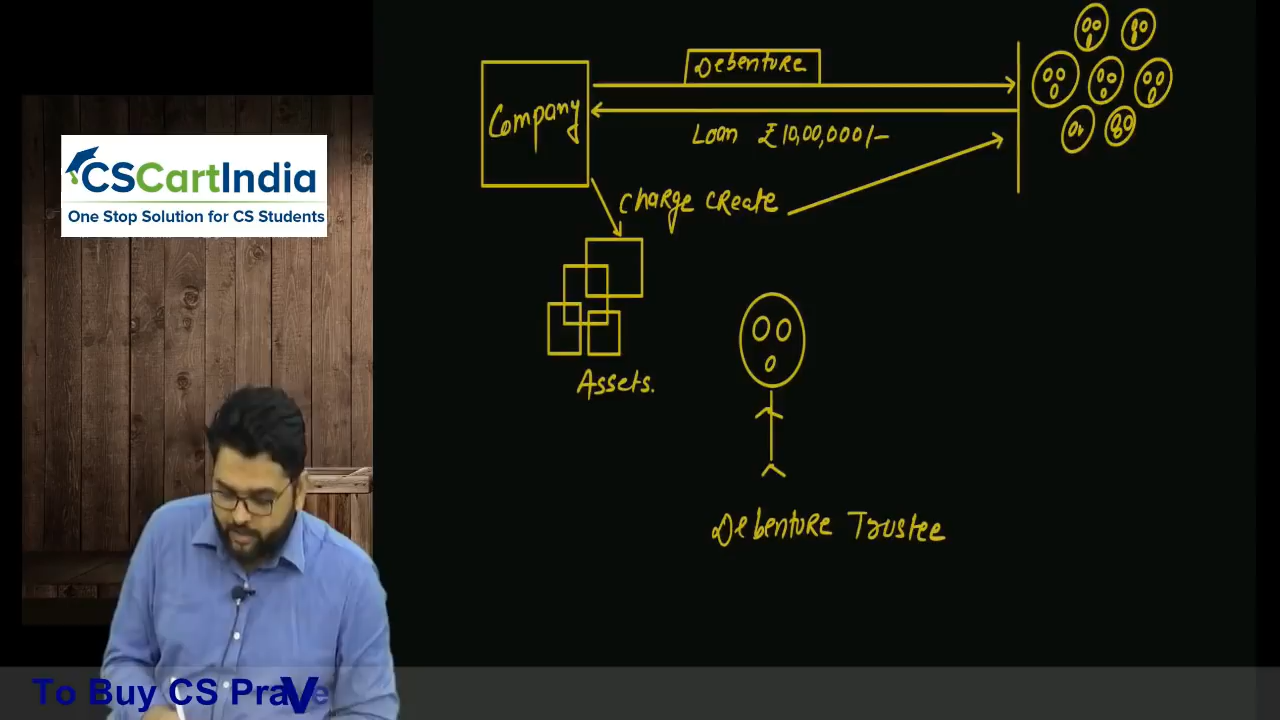 CSCartIndia
One Stop Solution for CS Students
Debenture
Company
Loan ₹ 10,00,000/-
Charge Create
Assets.
Debenture Trustee
To Buy CS Prave